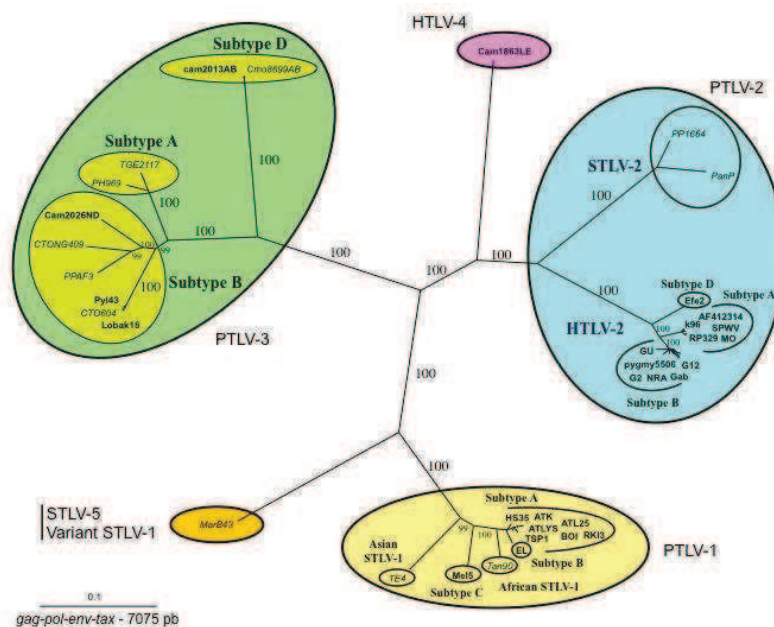 HTLV-4
Cam1863LE
Subtype D
cam2013AB Cmo8699AB
Subtype A
TGE2117
PH969
100
100
Cam2026ND
CTONG409
100
99
99
PPAF3
100
Pyl43
CTO604
Lobak18
Subtype B
100
PTLV-3
100
PTLV-2
PP1664
STLV-2
PanP
100
100
100
100
HTLV-2
Subtype D
Efe2
Subtype A
AF412314
k96
SPWV
RP329 MO
100
100
GU
pygmy5506
G12
G2 NRA Gab
Subtype B
100
100
STLV-5
Variant STLV-1
MarB43
Subtype A
HS35 ATK
ATLYS
ATL25
TSP1
BOI RKI3
99
100
EL
Asian
STLV-1
Tan90
Subtype B
TE4
Mel5
Subtype C
African STLV-1
PTLV-1
0.1
gag-pol-env-tax - 7075 pb